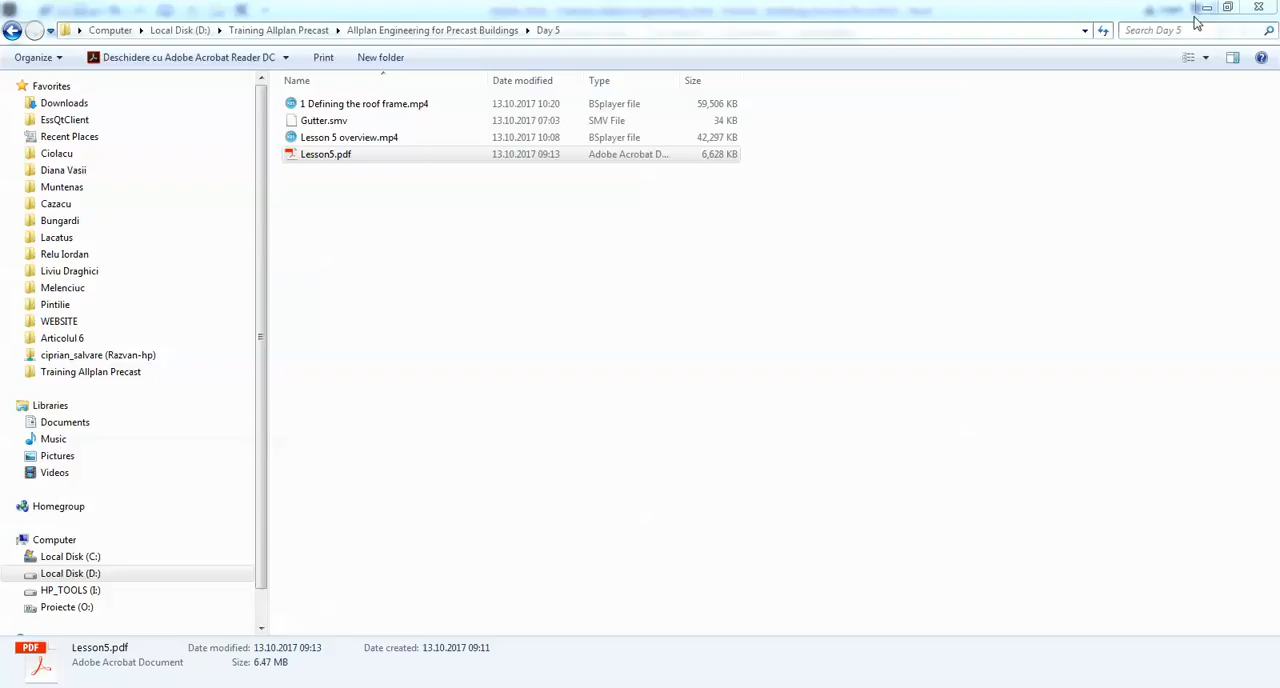 Computer Local Disk (D:) Training Allplan Precast Allplan Engineering for Precast Buildings Day 5
Search Day 5
Organize Deschidere cu Adobe Acrobat Reader DC Print New folder
Name Date modified Type Size
1 Defining the roof frame.mp4 13.10.2017 10:20 BSplayer file 59,506 KB
Gutter.smv 13.10.2017 07:03 SMV File 34 KB
Lesson 5 overview.mp4 13.10.2017 10:08 BSplayer file 42,297 KB
Lesson5.pdf 13.10.2017 09:13 Adobe Acrobat D... 6,628 KB
Favorites
Downloads
EssQtClient
Recent Places
Ciolacu
Diana Vasii
Muntenas
Cazacu
Bungardi
Lacatus
Relu Iordan
Liviu Draghici
Melenciuc
Pintilie
WEBSITE
Articolul 6
ciprian_salvare (Razvan-hp)
Training Allplan Precast
Libraries
Documents
Music
Pictures
Videos
Homegroup
Computer
Local Disk (C:)
Local Disk (D:)
HP_TOOLS (I:)
Proiecte (O:)
PDF
Lesson5.pdf Date modified: 13.10.2017 09:13 Date created: 13.10.2017 09:11
Adobe Acrobat Document Size: 6.47 MB